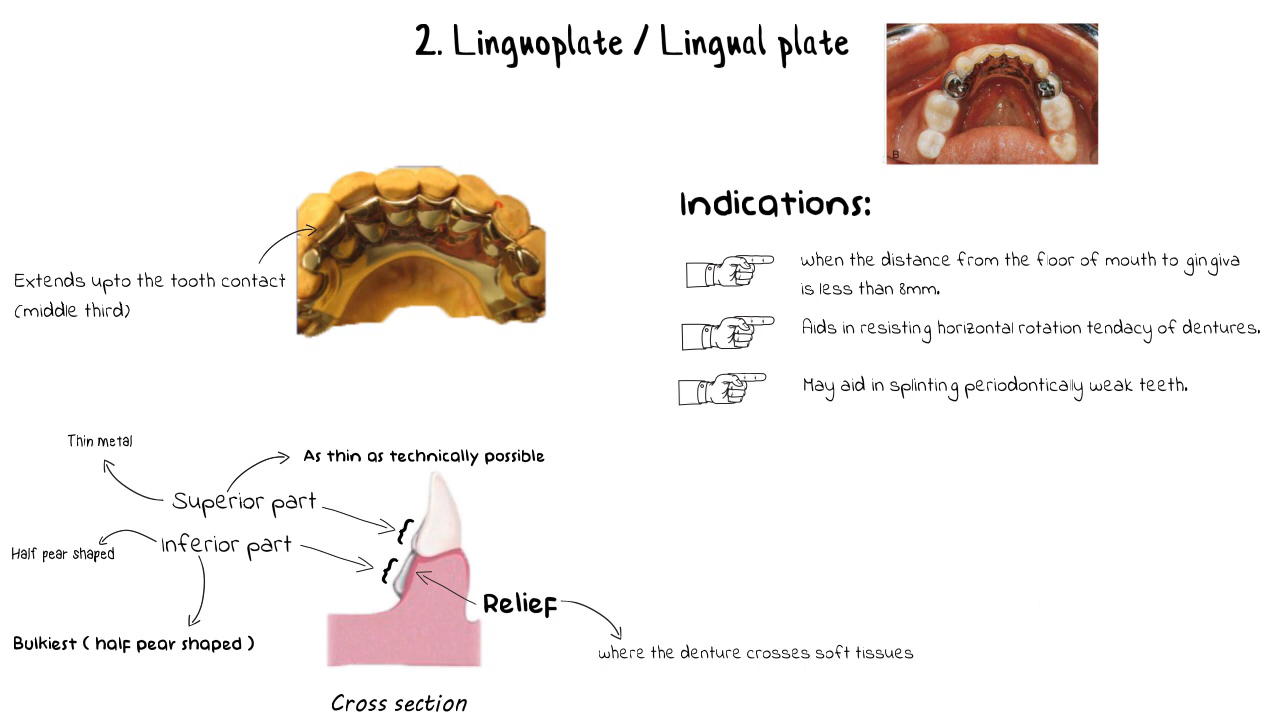 2. Linguoplate / Lingual plate
B
Indications:
when the distance from the floor of mouth to gingiva
is less than 8mm.
Aids in resisting horizontal rotation tendacy of dentures.
May aid in splinting periodontically weak teeth.
Extends upto the tooth contact
(middle third)
Thin metal
As thin as technically possible
Superior part
Inferior part
Half pear shaped
Relief
Bulkiest ( half pear shaped )
where the denture crosses soft tissues
Cross section